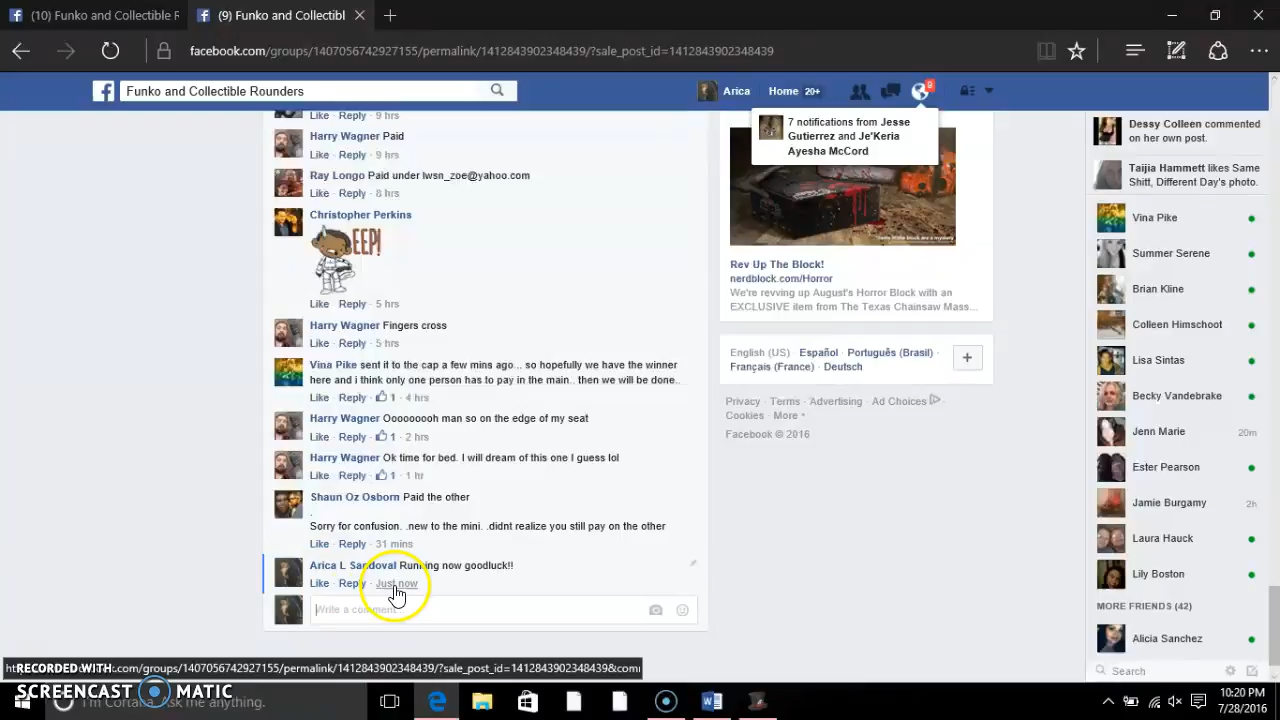 (10) Funko and Collectible R
(9) Funko and Collectibl
facebook.com/groups/1407056742927155/permalink/1412843902348439/?sale_post_id=1412843902348439
Funko and Collectible Rounders
Arica
Home 20+
9
7 notifications from Jesse
Gutierrez and Je'Keria
Ayesha McCord
Like Reply · 9 hrs
Harry Wagner Paid
Like Reply · 9 hrs
Ray Longo Paid under lwsn_zoe@yahoo.com
Like Reply · 8 hrs
Christopher Perkins
EEP!
Like Reply · 5 hrs
Harry Wagner Fingers cross
Like Reply · 5 hrs
Vina Pike sent it to the cap a few mins ago... so hopefully we have the winner
here and i think only one person has to pay in the main.. then we will be done..
Like Reply · 1 · 4 hrs
Harry Wagner Ooooooooh man so on the edge of my seat
Like Reply · 1 · 2 hrs
Harry Wagner Ok time for bed. I will dream of this one I guess lol
Like Reply · 1 · 1 hr
Shaun Oz Osborn Paid the other
.
Sorry for confusion. .new to the mini. .didnt realize you still pay on the other
Like Reply · 31 mins
Arica L Sandoval Running now goodluck!!
Like Reply · Just now
Write a comment...
Rev Up The Block!
nerdblock.com/Horror
We're revving up August's Horror Block with an
EXCLUSIVE item from The Texas Chainsaw Mass...
English (US) · Español · Português (Brasil) ·
Français (France) · Deutsch
+
Privacy · Terms · Advertising · Ad Choices ·
Cookies · More
Facebook © 2016
Dessy Colleen commented
on her own post.
Taijia Hammett likes Same
Shitt, Different Day's photo.
Vina Pike
Summer Serene
Brian Kline
Colleen Himschoot
Lisa Sintas
Becky Vandebrake
Jenn Marie 20m
Ester Pearson
Jamie Burgamy 2h
Laura Hauck
Lily Boston
MORE FRIENDS (42)
Alicia Sanchez
Search
.com/groups/1407056742927155/permalink/1412843902348439/?sale_post_id=1412843902348439&comi
RECORDED WITH
SCREENCAST MATIC
I'm Cortana. Ask me anything.
10:20 PM
7/28/2016